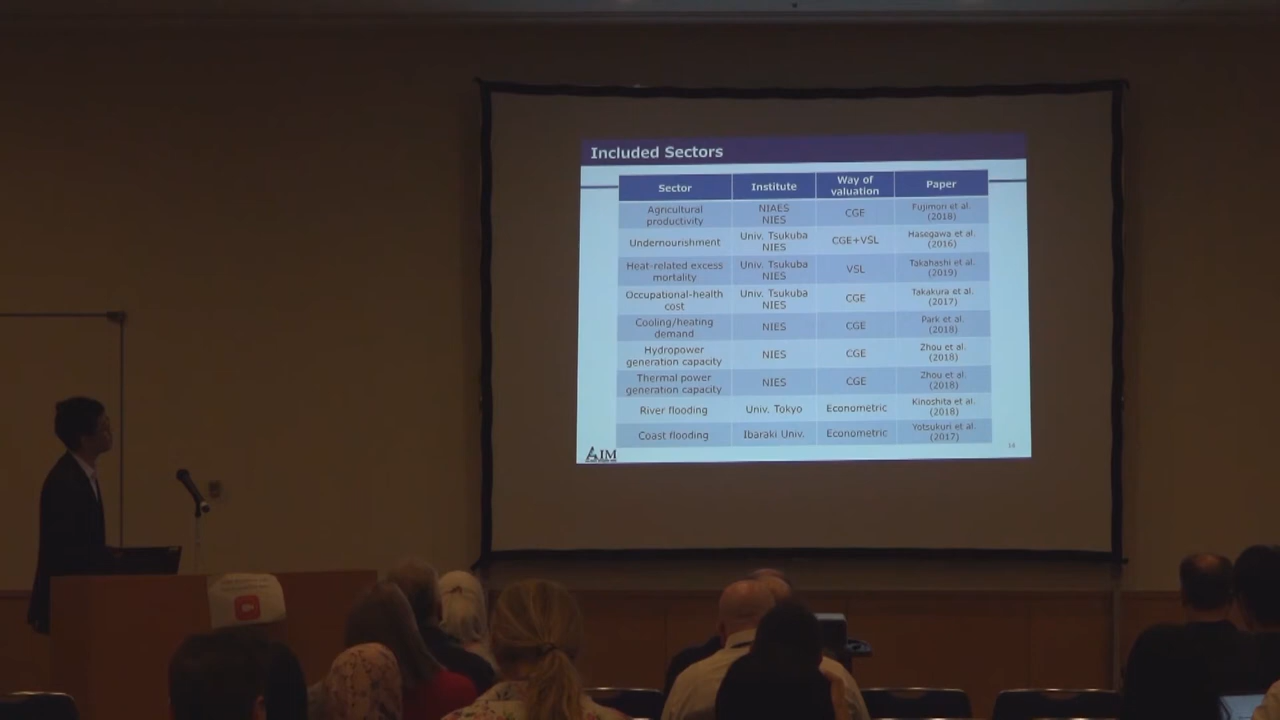 Included Sectors
Sector Institute Way of valuation Paper
Agricultural productivity NIAES NIES CGE Fujimori et al. (2018)
Undernourishment Univ. Tsukuba NIES CGE+VSL Hasegawa et al. (2016)
Heat-related excess mortality Univ. Tsukuba NIES VSL Takahashi et al. (2019)
Occupational-health cost Univ. Tsukuba NIES CGE Takakura et al. (2017)
Cooling/heating demand NIES CGE Park et al. (2018)
Hydropower generation capacity NIES CGE Zhou et al. (2018)
Thermal power generation capacity NIES CGE Zhou et al. (2018)
River flooding Univ. Tokyo Econometric Kinoshita et al. (2018)
Coast flooding Ibaraki Univ. Econometric Yotsukuri et al. (2017)
AIM